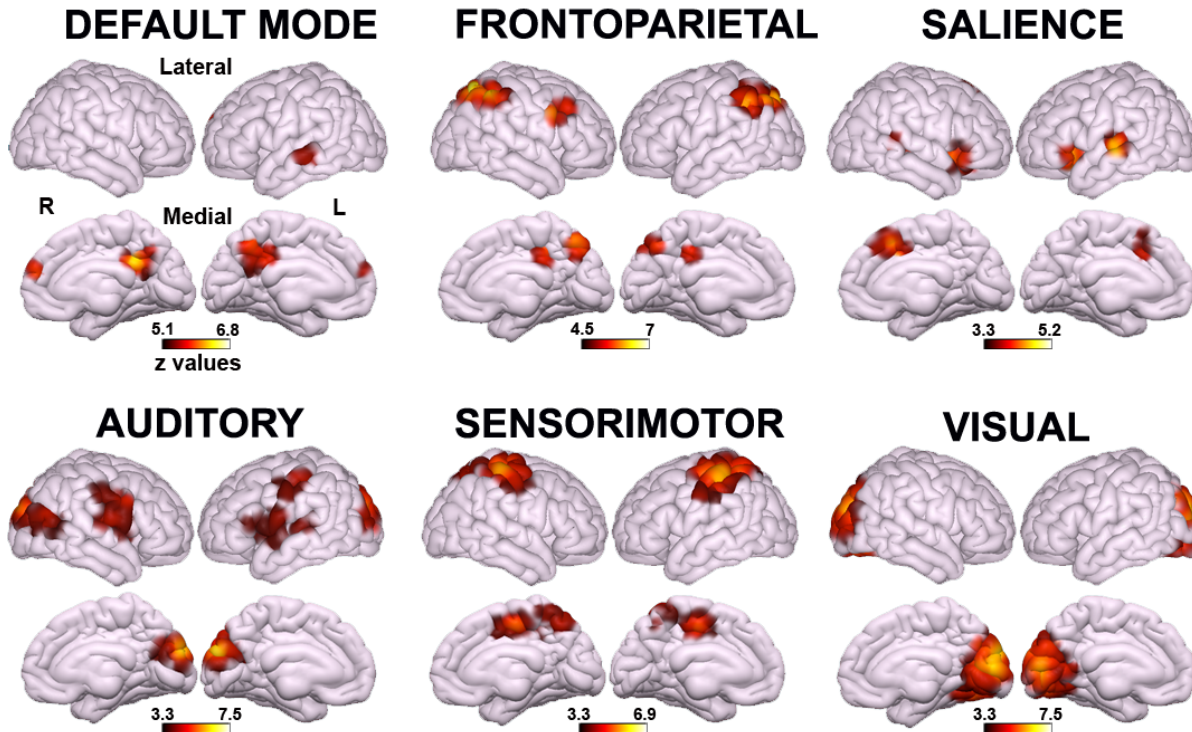 DEFAULT MODE
FRONTOPARIETAL
SALIENCE
Lateral
R
Medial
L
5.1 6.8
z values
4.5 7
3.3 5.2
AUDITORY
SENSORIMOTOR
VISUAL
3.3 7.5
3.3 6.9
3.3 7.5